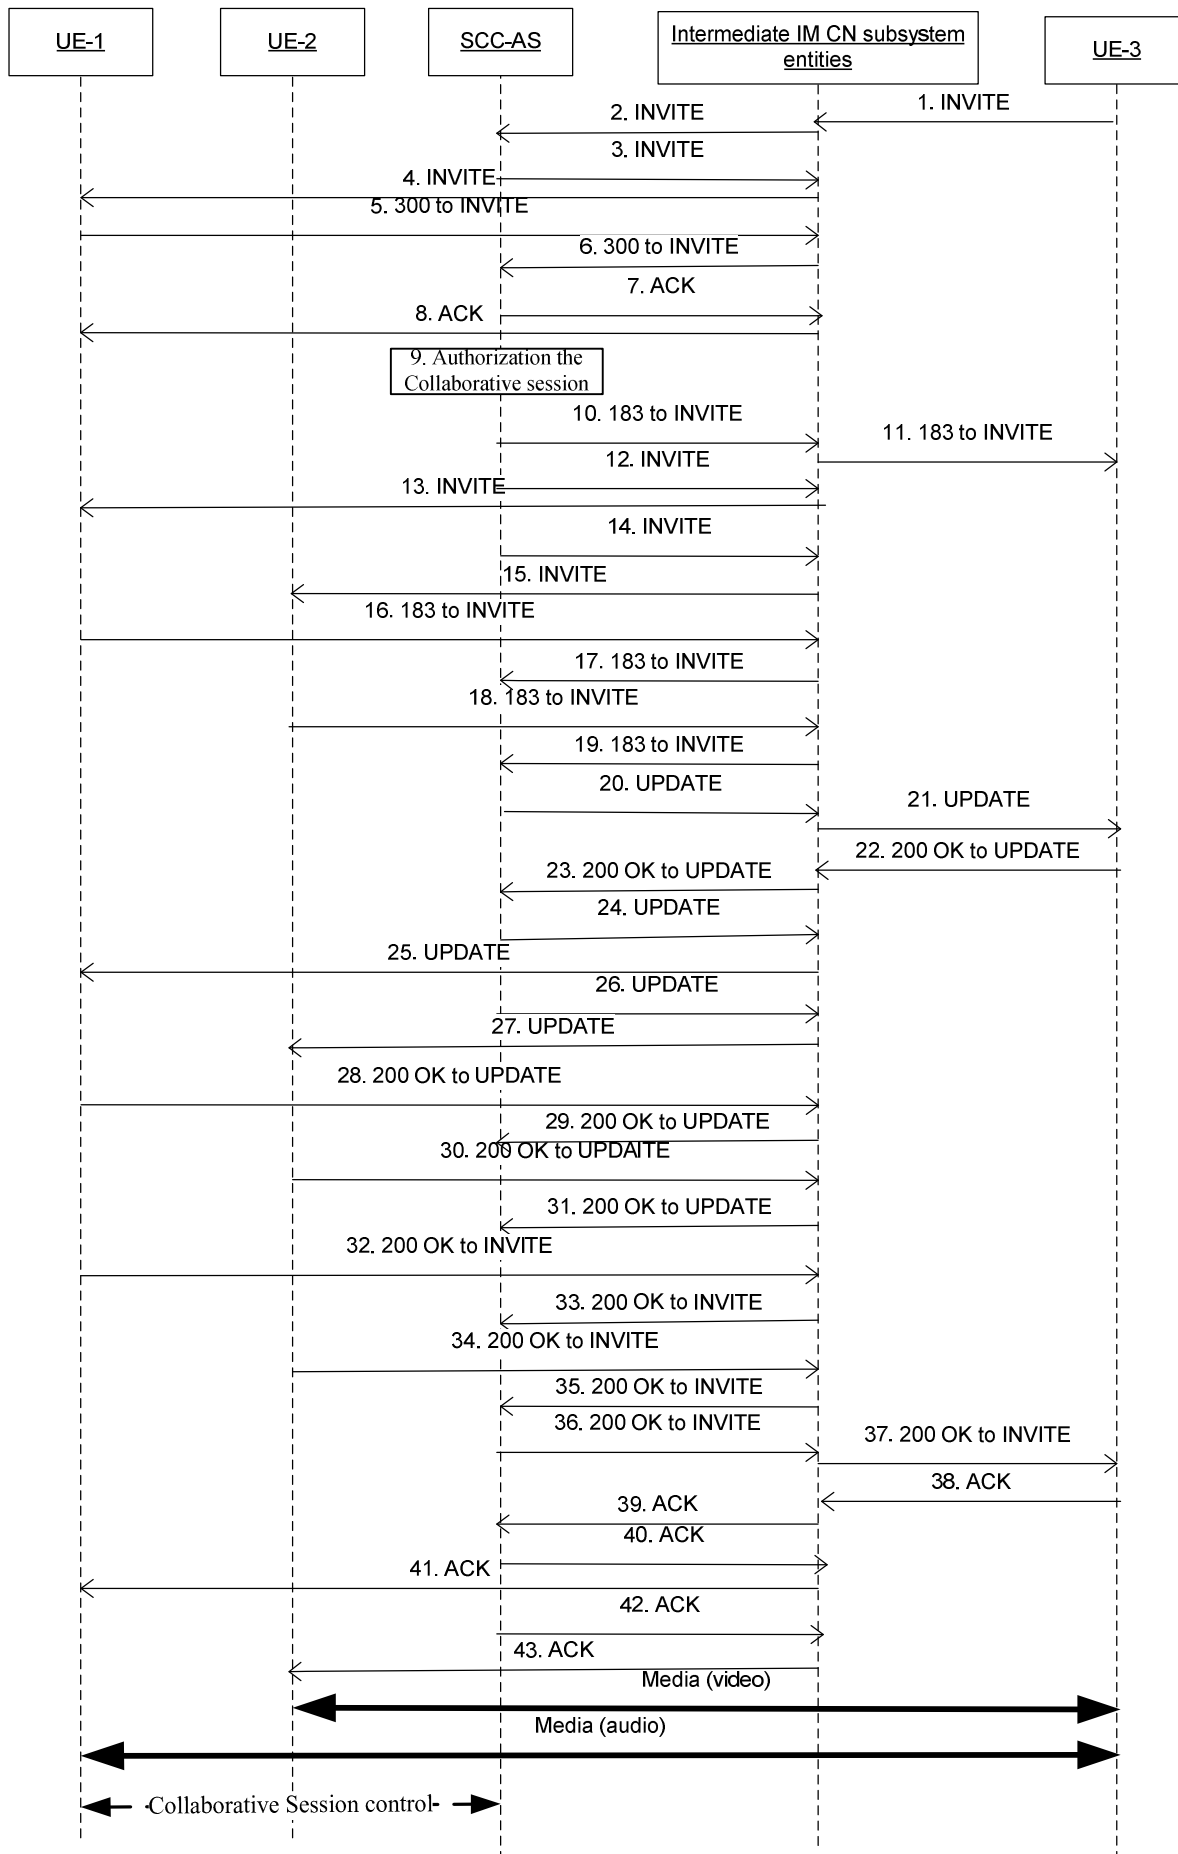 UE-1
UE-2
SCC-AS
Intermediate IM CN subsystem
entities
UE-3
1. INVITE
2. INVITE
3. INVITE
4. INVITE
5. 300 to INVITE
6. 300 to INVITE
7. ACK
8. ACK
9. Authorization the
Collaborative session
10. 183 to INVITE
11. 183 to INVITE
12. INVITE
13. INVITE
14. INVITE
15. INVITE
16. 183 to INVITE
17. 183 to INVITE
18. 183 to INVITE
19. 183 to INVITE
20. UPDATE
21. UPDATE
22. 200 OK to UPDATE
23. 200 OK to UPDATE
24. UPDATE
25. UPDATE
26. UPDATE
27. UPDATE
28. 200 OK to UPDATE
29. 200 OK to UPDATE
30. 200 OK to UPDAITE
31. 200 OK to UPDATE
32. 200 OK to INVITE
33. 200 OK to INVITE
34. 200 OK to INVITE
35. 200 OK to INVITE
36. 200 OK to INVITE
37. 200 OK to INVITE
38. ACK
39. ACK
40. ACK
41. ACK
42. ACK
43. ACK
Media (video)
Media (audio)
Collaborative Session control